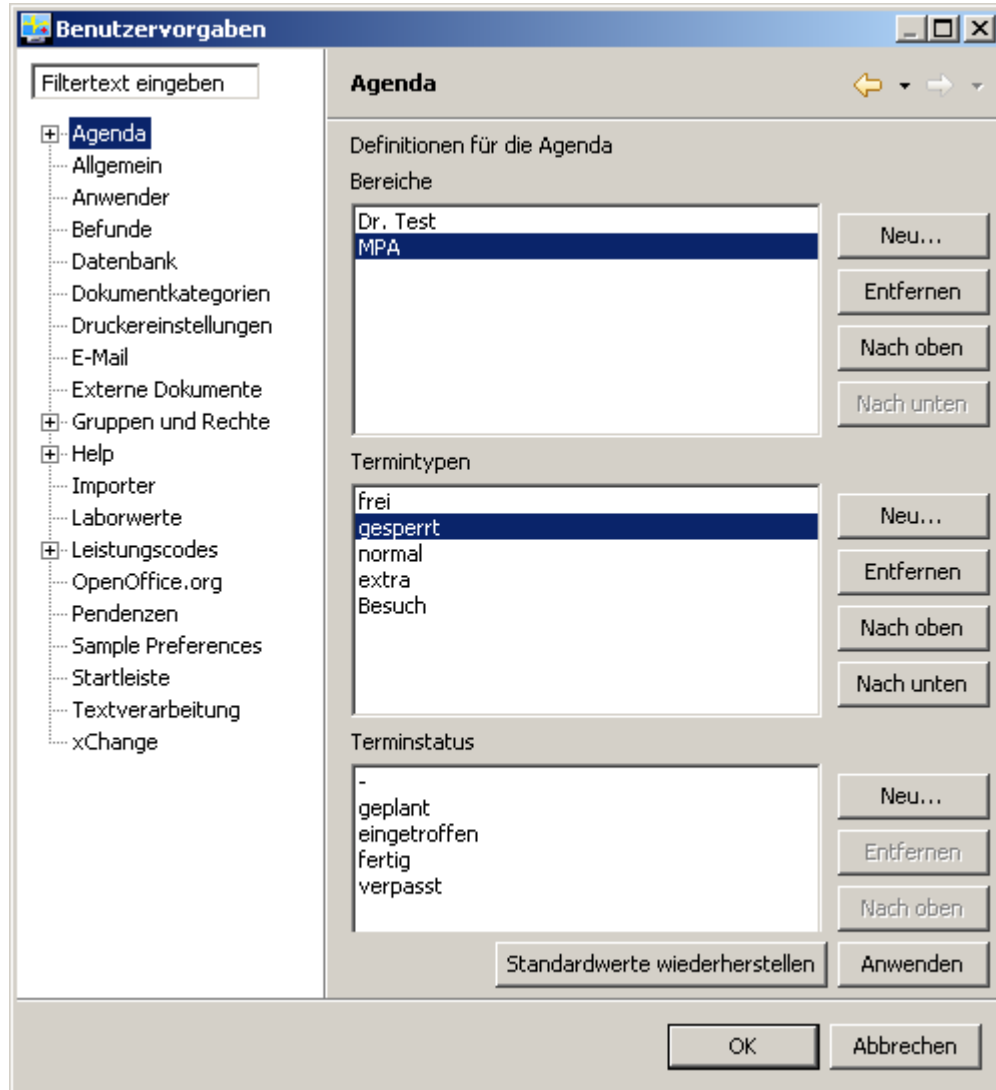 Benutzervorgaben
Filtertext eingeben
Agenda
Allgemein
Anwender
Befunde
Datenbank
Dokumentkategorien
Druckereinstellungen
E-Mail
Externe Dokumente
Gruppen und Rechte
Help
Importer
Laborwerte
Leistungscodes
OpenOffice.org
Pendenzen
Sample Preferences
Startleiste
Textverarbeitung
xChange
Agenda
Definitionen für die Agenda
Bereiche
Dr. Test
MPA
Neu...
Entfernen
Nach oben
Nach unten
Termintypen
frei
gesperrt
normal
extra
Besuch
Neu...
Entfernen
Nach oben
Nach unten
Terminstatus
-
geplant
eingetroffen
fertig
verpasst
Neu...
Entfernen
Nach oben
Standardwerte wiederherstellen
Anwenden
OK
Abbrechen